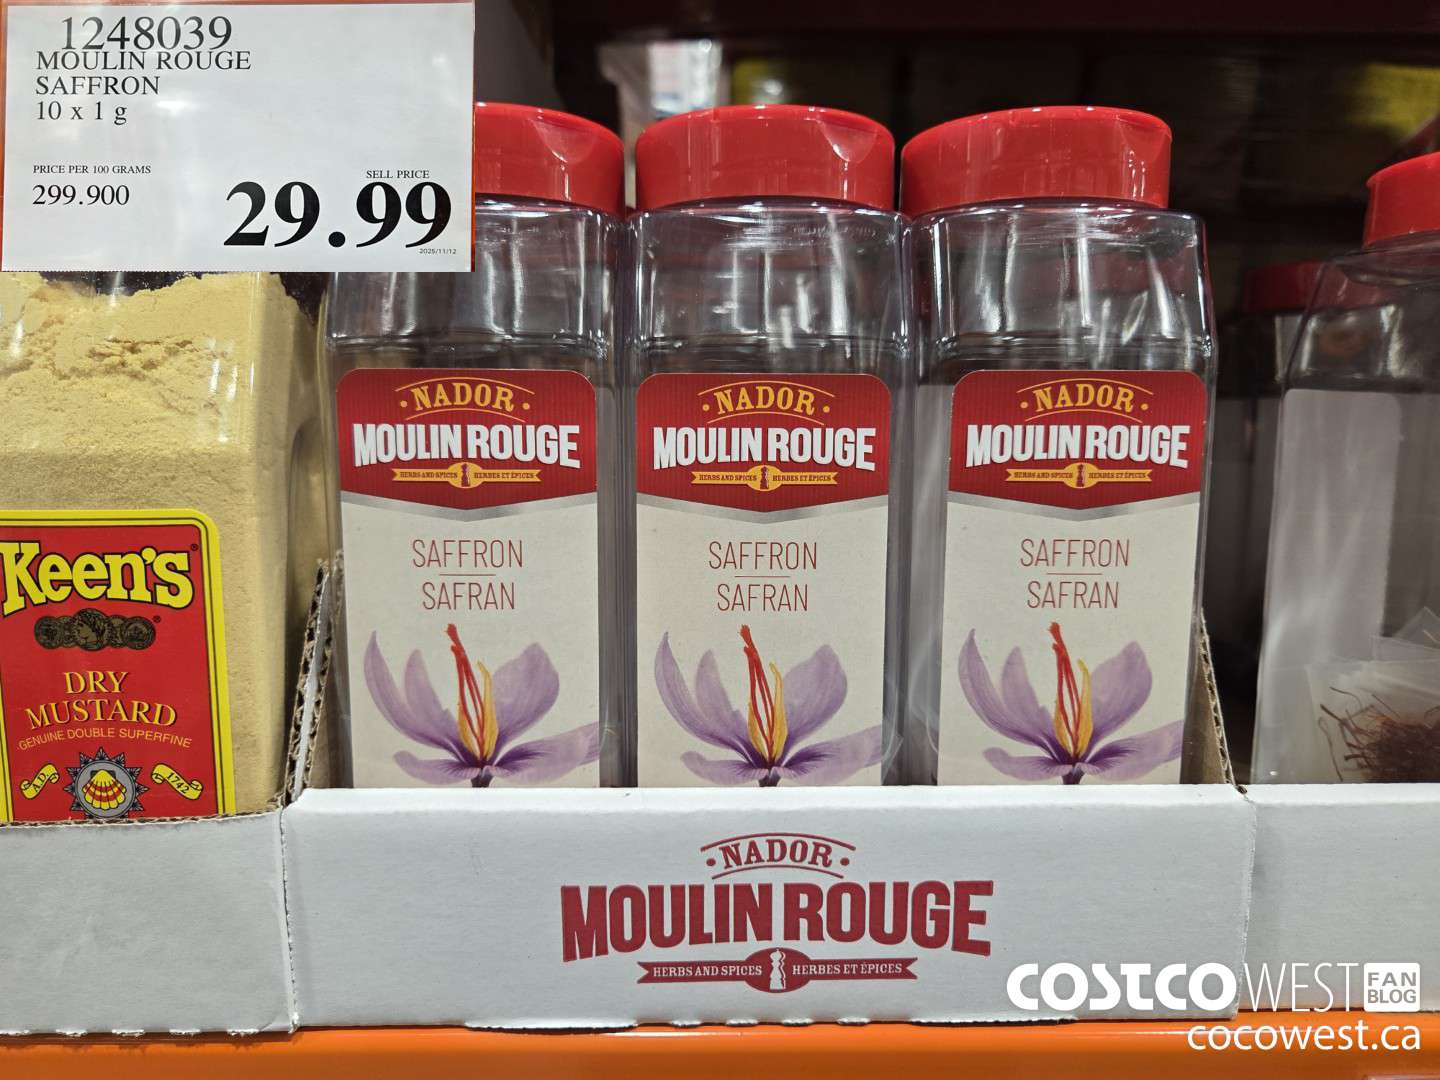 1248039
MOULIN ROUGE
SAFFRON
10 x 1 g
PRICE PER 100 GRAMS
299.900
SELL PRICE
29.99
2025/11/12
NADOR
MOULIN ROUGE
HERBS AND SPICES HERBES ET ÉPICES
SAFFRON
SAFRAN
NADOR
MOULIN ROUGE
HERBS AND SPICES HERBES ET ÉPICES
SAFFRON
SAFRAN
NADOR
MOULIN ROUGE
HERBS AND SPICES HERBES ET ÉPICES
SAFFRON
SAFRAN
Keen's
DRY
MUSTARD
GENUINE DOUBLE SUPERFINE
A.D. 1742
NADOR
MOULIN ROUGE
HERBS AND SPICES HERBES ET ÉPICES
COSTCO WEST FAN BLOG
cocowest.ca